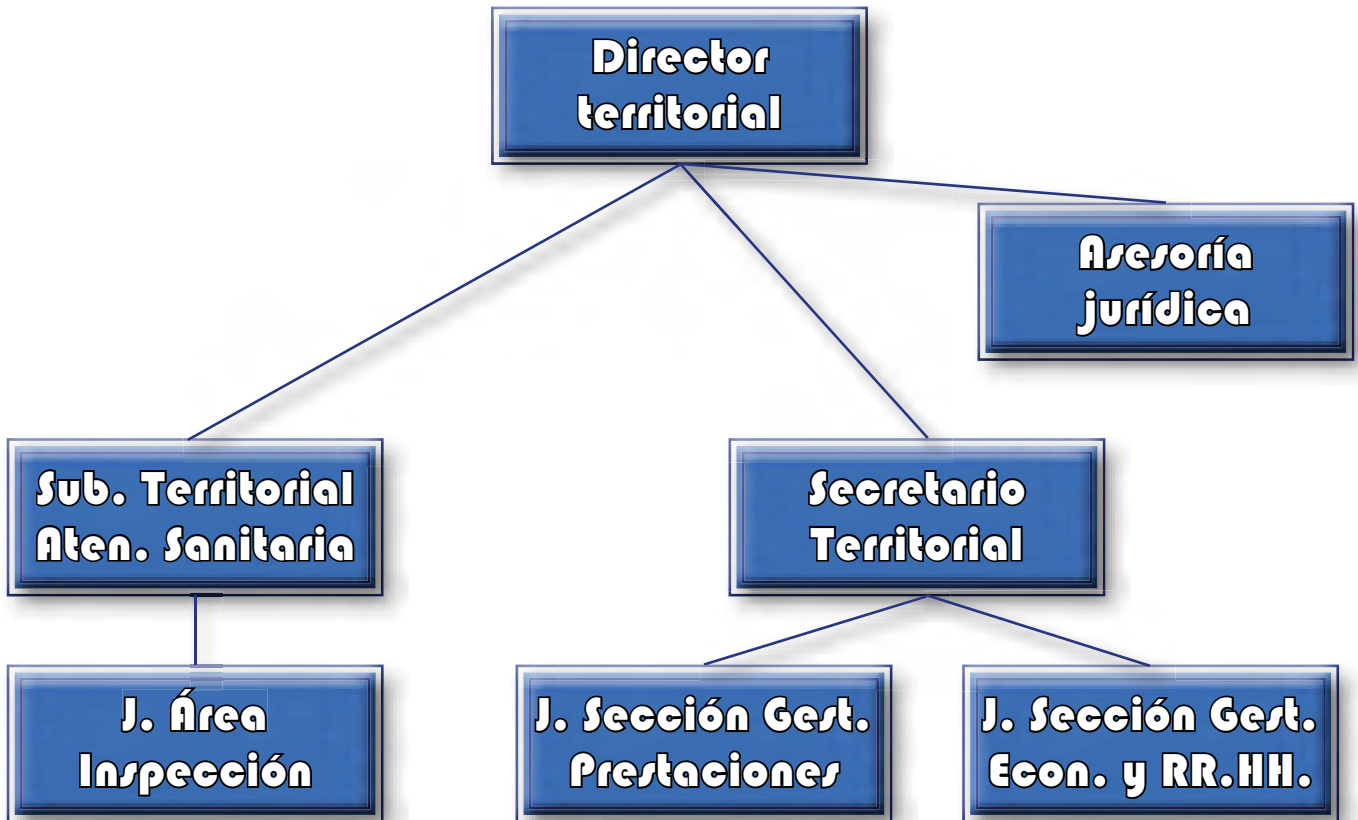 Director
territorial
Asesoría
jurídica
Sub. Territorial
Aten. Sanitaria
Secretario
Territorial
J. Área
Inspección
J. Sección Gest.
Prestaciones
J. Sección Gest.
Econ. y RR.HH.